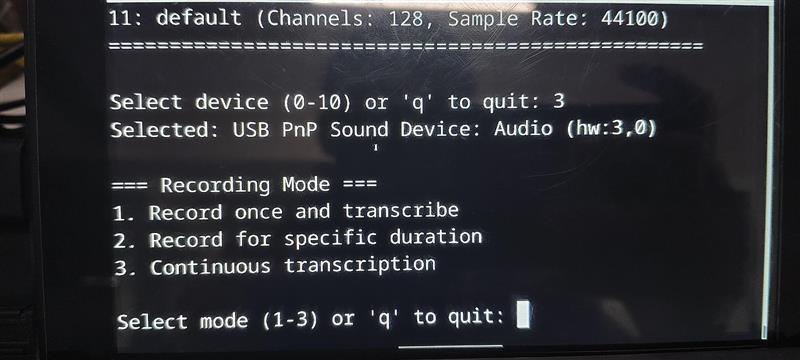 11: default (Channels: 128, Sample Rate: 44100)
==================================================
Select device (0-10) or 'q' to quit: 3
Selected: USB PnP Sound Device: Audio (hw:3,0)
=== Recording Mode ===
1. Record once and transcribe
2. Record for specific duration
3. Continuous transcription
Select mode (1-3) or 'q' to quit: